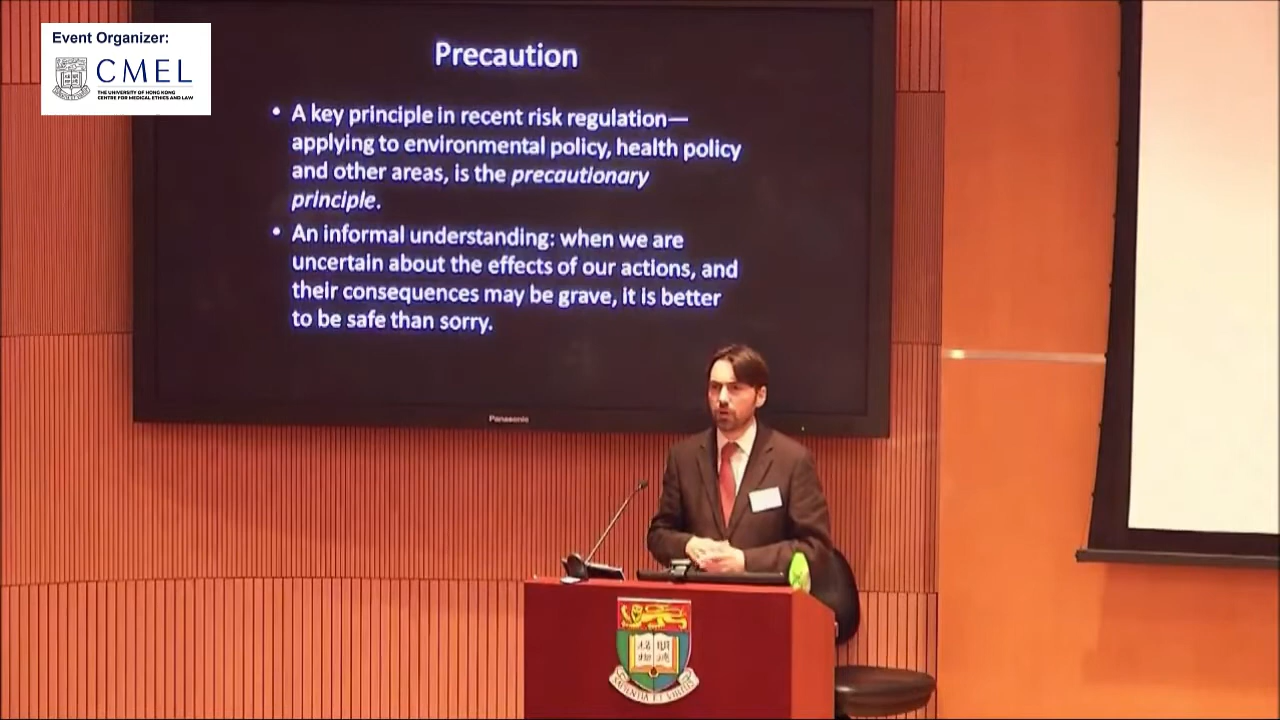 Event Organizer:
CMEL
THE UNIVERSITY OF HONG KONG
CENTRE FOR MEDICAL ETHICS AND LAW
Precaution
• A key principle in recent risk regulation—
applying to environmental policy, health policy
and other areas, is the precautionary
principle.
• An informal understanding: when we are
uncertain about the effects of our actions, and
their consequences may be grave, it is better
to be safe than sorry.
Panasonic